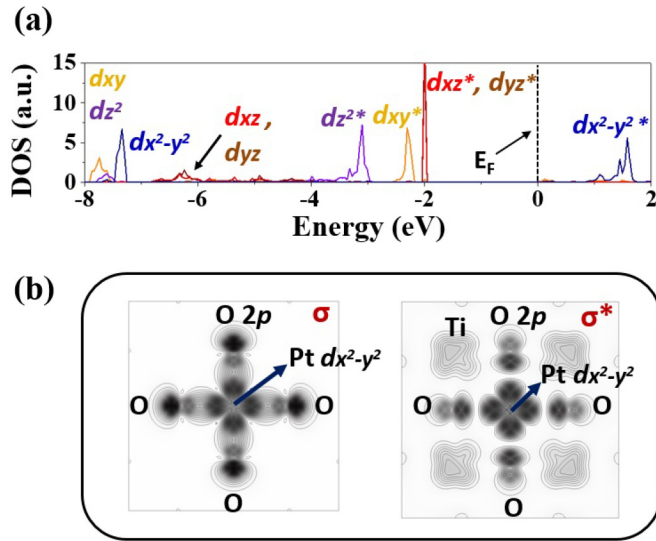 (a)
DOS (a.u.)
15
10
5
0
dxy
dz²
dx²-y²
dxz ,
dyz
dz²*
dxy*
dxz*, dyz*
E_F
dx²-y² *
-8
-6
-4
-2
0
2
Energy (eV)
(b)
O 2p
σ
Pt dx²-y²
O
O
O
Ti
O 2p
σ*
Pt dx²-y²
O
O
O